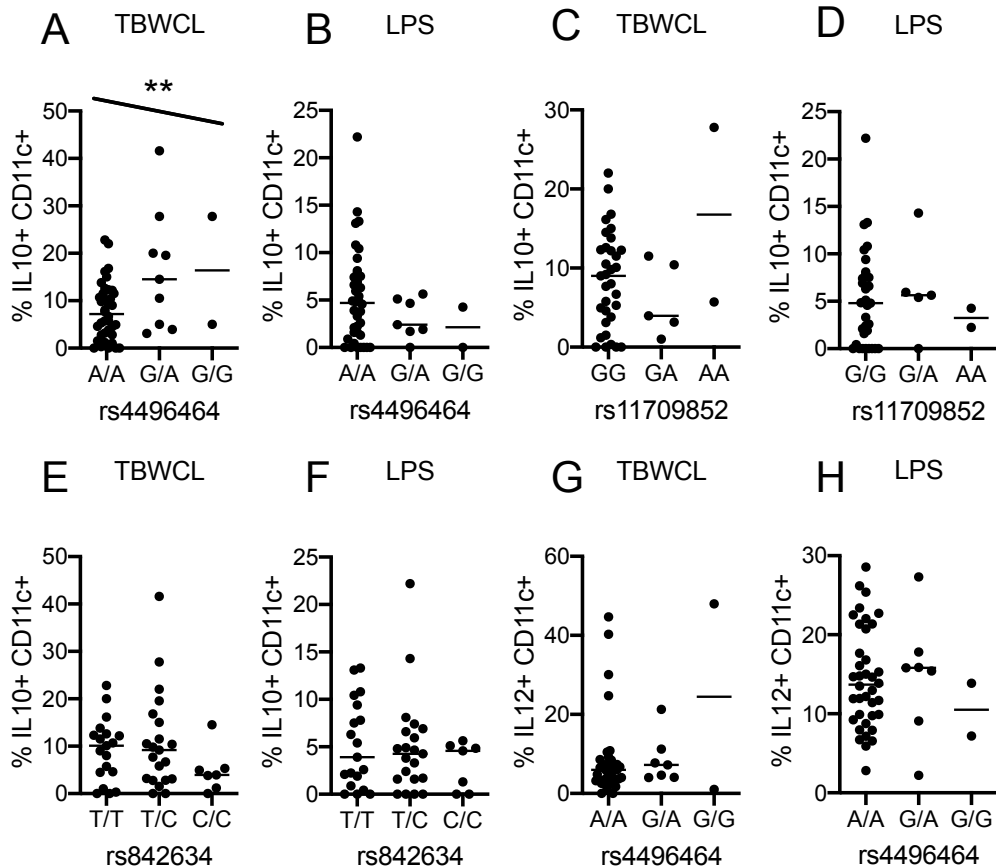 A TBWCL
**
% IL10+ CD11c+
50
40
30
20
10
0
A/A G/A G/G
rs4496464
B LPS
% IL10+ CD11c+
25
20
15
10
5
0
A/A G/A G/G
rs4496464
C TBWCL
% IL10+ CD11c+
30
20
10
0
GG GA AA
rs11709852
D LPS
% IL10+ CD11c+
25
20
15
10
5
0
G/G G/A AA
rs11709852
E TBWCL
% IL10+ CD11c+
50
40
30
20
10
0
T/T T/C C/C
rs842634
F LPS
% IL10+ CD11c+
25
20
15
10
5
0
T/T T/C C/C
rs842634
G TBWCL
% IL12+ CD11c+
60
40
20
0
A/A G/A G/G
rs4496464
H LPS
% IL12+ CD11c+
30
20
10
0
A/A G/A G/G
rs4496464